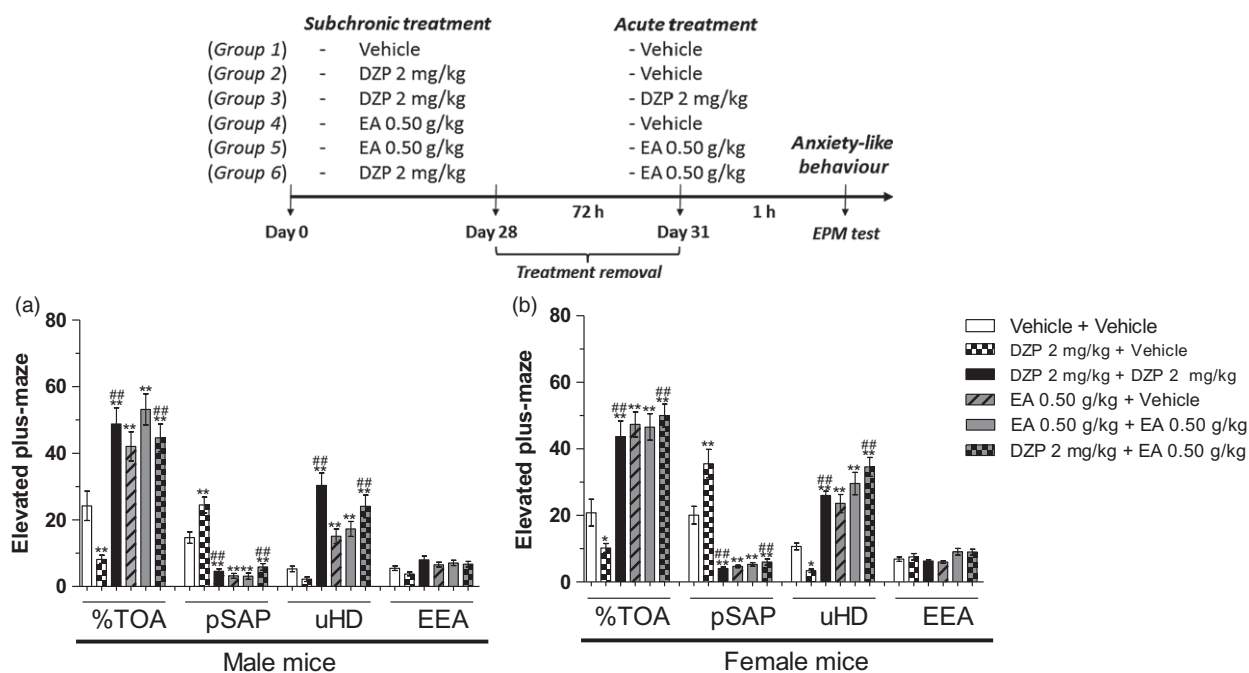 Subchronic treatment Acute treatment
(Group 1) - Vehicle - Vehicle
(Group 2) - DZP 2 mg/kg - Vehicle
(Group 3) - DZP 2 mg/kg - DZP 2 mg/kg
(Group 4) - EA 0.50 g/kg - Vehicle
(Group 5) - EA 0.50 g/kg - EA 0.50 g/kg
(Group 6) - DZP 2 mg/kg - EA 0.50 g/kg
Anxiety-like
behaviour
72 h 1 h
Day 0 Day 28 Day 31 EPM test
Treatment removal
(a)
Elevated plus-maze
80
60
40
20
0
** ##** ** ** ##**
** ##** ** ** ##**
##** ** ** ##**
%TOA pSAP uHD EEA
Male mice
(b)
Elevated plus-maze
80
60
40
20
0
* ##** ** ** ##**
** ##** ** ** ##**
* ##** ** ** ##**
%TOA pSAP uHD EEA
Female mice
Vehicle + Vehicle
DZP 2 mg/kg + Vehicle
DZP 2 mg/kg + DZP 2 mg/kg
EA 0.50 g/kg + Vehicle
EA 0.50 g/kg + EA 0.50 g/kg
DZP 2 mg/kg + EA 0.50 g/kg